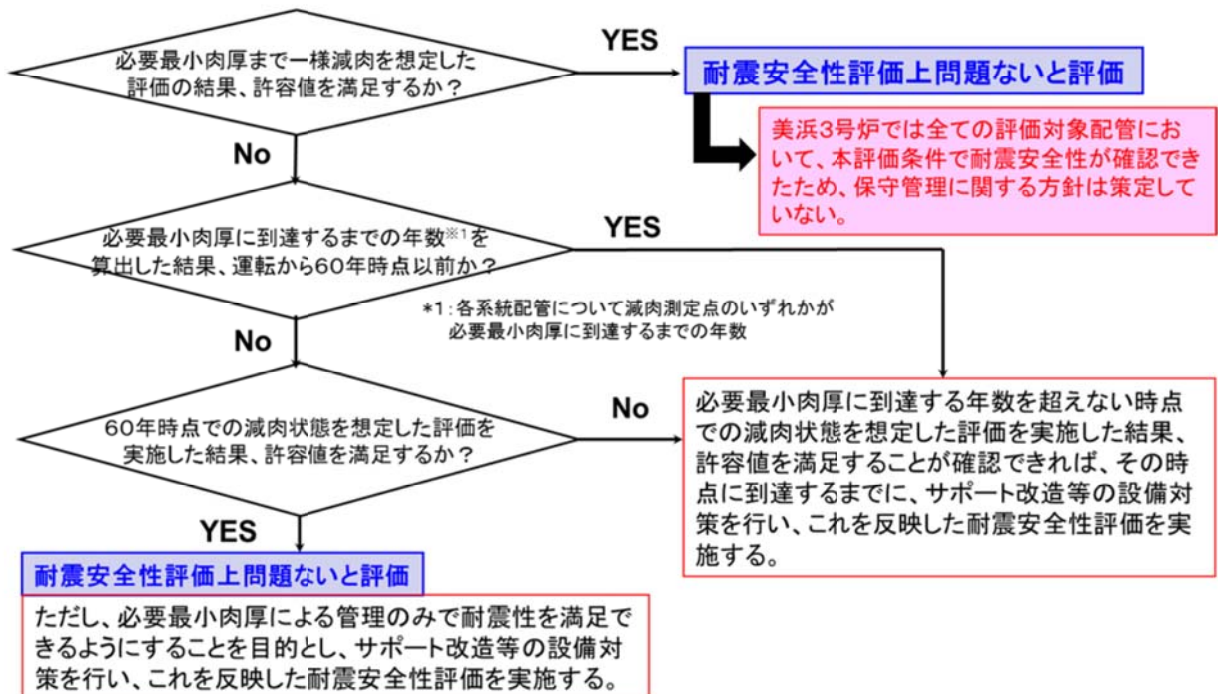 必要最小肉厚まで一様減肉を想定した
評価の結果、許容値を満足するか？
YES
耐震安全性評価上問題ないと評価
美浜３号炉では全ての評価対象配管にお
いて、本評価条件で耐震安全性が確認でき
たため、保守管理に関する方針は策定して
いない。
No
必要最小肉厚に到達するまでの年数※1を
算出した結果、運転から６０年時点以前か？
YES
*1：各系統配管について減肉測定点のいずれかが
必要最小肉厚に到達するまでの年数
No
６０年時点での減肉状態を想定した評価を
実施した結果、許容値を満足するか？
No
必要最小肉厚に到達する年数を超えない時点
での減肉状態を想定した評価を実施した結果、
許容値を満足することが確認できれば、その時
点に到達するまでに、サポート改造等の設備対
策を行い、これを反映した耐震安全性評価を実
施する。
YES
耐震安全性評価上問題ないと評価
ただし、必要最小肉厚による管理のみで耐震性を満足で
きるようにすることを目的とし、サポート改造等の設備対
策を行い、これを反映した耐震安全性評価を実施する。